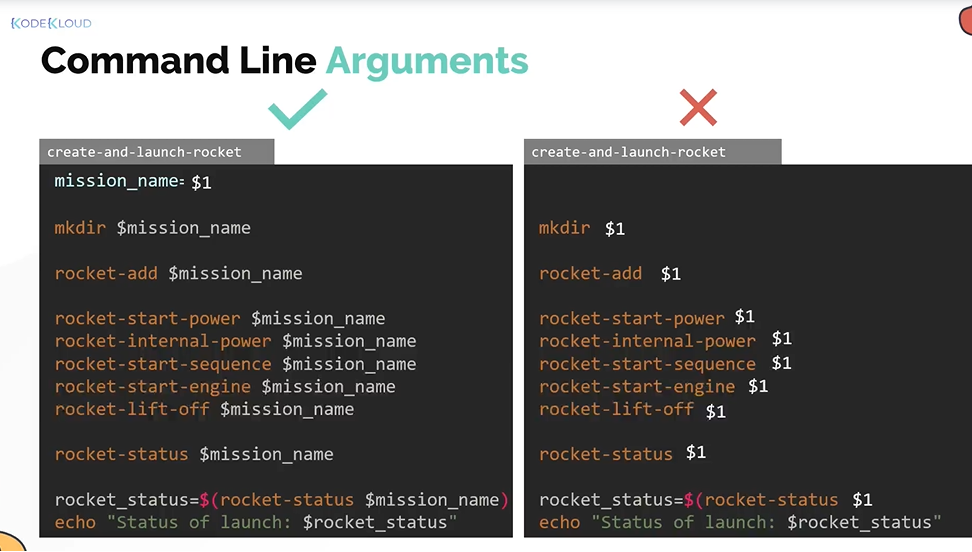 {KODE{KLOUD
Command Line Arguments
create-and-launch-rocket
mission_name= $1
mkdir $mission_name
rocket-add $mission_name
rocket-start-power $mission_name
rocket-internal-power $mission_name
rocket-start-sequence $mission_name
rocket-start-engine $mission_name
rocket-lift-off $mission_name
rocket-status $mission_name
rocket_status=$(rocket-status $mission_name)
echo "Status of launch: $rocket_status"
create-and-launch-rocket
mkdir $1
rocket-add $1
rocket-start-power $1
rocket-internal-power $1
rocket-start-sequence $1
rocket-start-engine $1
rocket-lift-off $1
rocket-status $1
rocket_status=$(rocket-status $1
echo "Status of launch: $rocket_status"